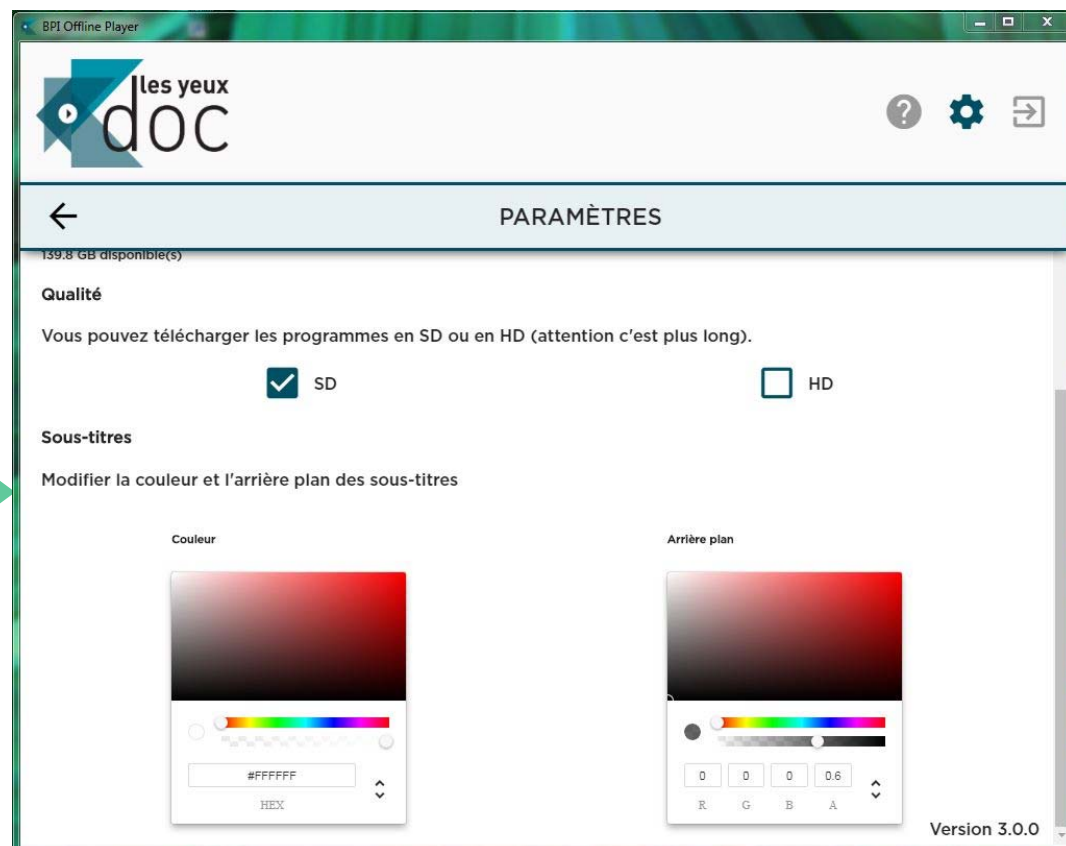 BPI Offline Player
les yeux
doc
PARAMÈTRES
139.8 GB disponible(s)
Qualité
Vous pouvez télécharger les programmes en SD ou en HD (attention c'est plus long).
SD HD
Sous-titres
Modifier la couleur et l'arrière plan des sous-titres
Couleur Arrière plan
#FFFFFF 0 0 0 0.6
HEX R G B A
Version 3.0.0